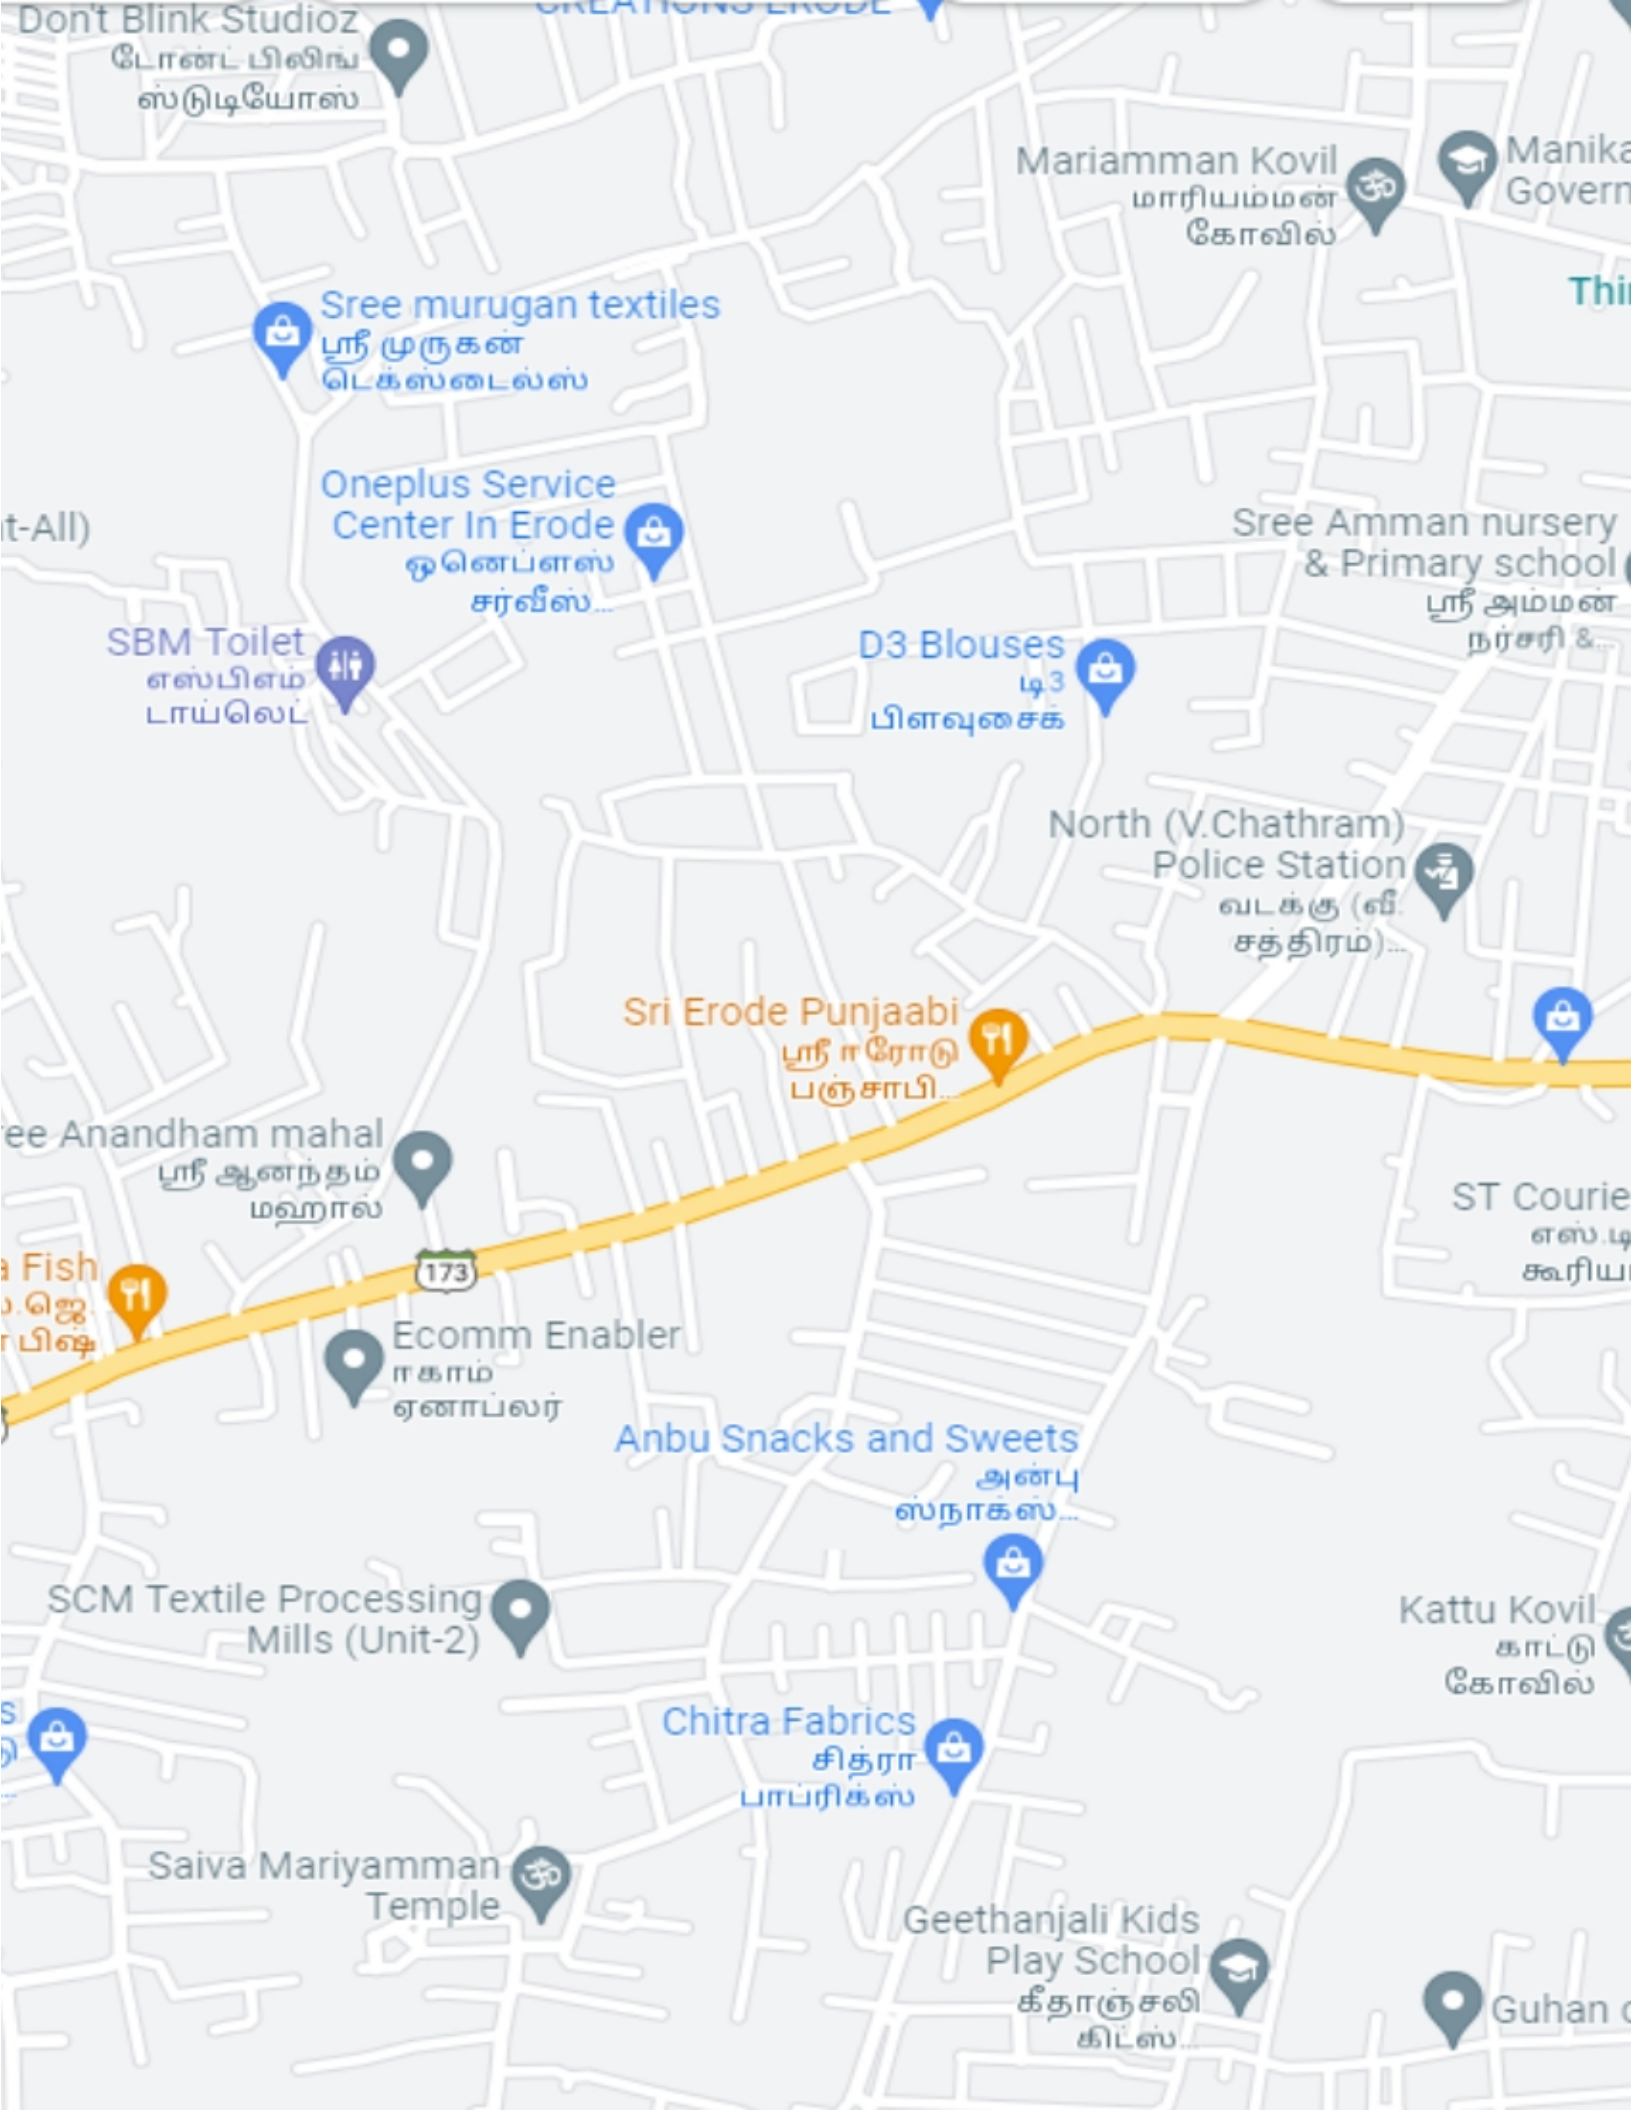 CREATIONS ERODE
Don't Blink Studioz
டோன்ட் பிலிங்
ஸ்டுடியோஸ்
Mariamman Kovil
மாரியம்மன்
கோவில்
Manika
Govern
Thi
Sree murugan textiles
ஸ்ரீ முருகன்
டெக்ஸ்டைல்ஸ்
Oneplus Service
Center In Erode
ஒனெப்ளஸ்
சர்வீஸ்...
t-All)
Sree Amman nursery
& Primary school
ஸ்ரீ அம்மன்
நர்சரி &...
SBM Toilet
எஸ்பிஎம்
டாய்லெட்
D3 Blouses
டி3
பிளவுசைக்
North (V.Chathram)
Police Station
வடக்கு (வீ.
சத்திரம்)...
Sri Erode Punjaabi
ஸ்ரீ ஈரோடு
பஞ்சாபி...
ree Anandham mahal
ஸ்ரீ ஆனந்தம்
மஹால்
ST Courie
எஸ்.டி
கூரிய
173
a Fish
.ஜெ.
பிஷ்
Ecomm Enabler
ஈகாம்
ஏனாப்லர்
Anbu Snacks and Sweets
அன்பு
ஸ்நாக்ஸ்...
SCM Textile Processing
Mills (Unit-2)
Kattu Kovil
காட்டு
கோவில்
s
Chitra Fabrics
சித்ரா
பாப்ரிக்ஸ்
Saiva Mariyamman
Temple
Geethanjali Kids
Play School
கீதாஞ்சலி
கிட்ஸ்...
Guhan